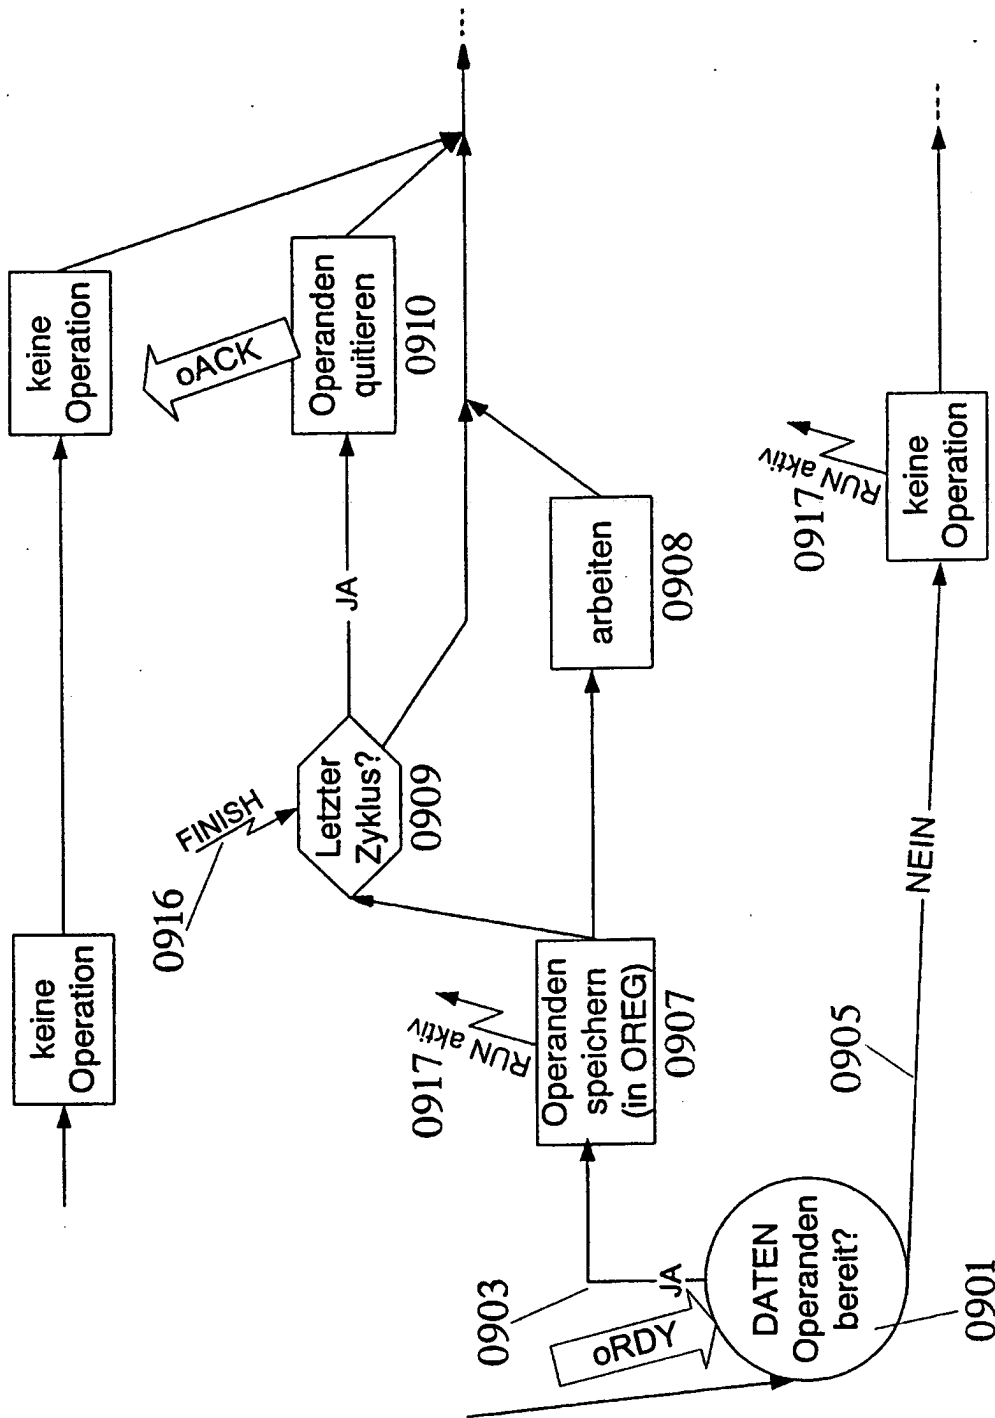 keine
Operation
keine
Operation
0916
FINISH
Letzter
Zyklus?
0909
JA
oACK
Operanden
quitieren
0910
0917
RUN aktiv
Operanden
speichern
(in OREG)
0907
arbeiten
0908
0903
oRDY
JA
DATEN
Operanden
bereit?
0901
0905
NEIN
0917
RUN aktiv
keine
Operation